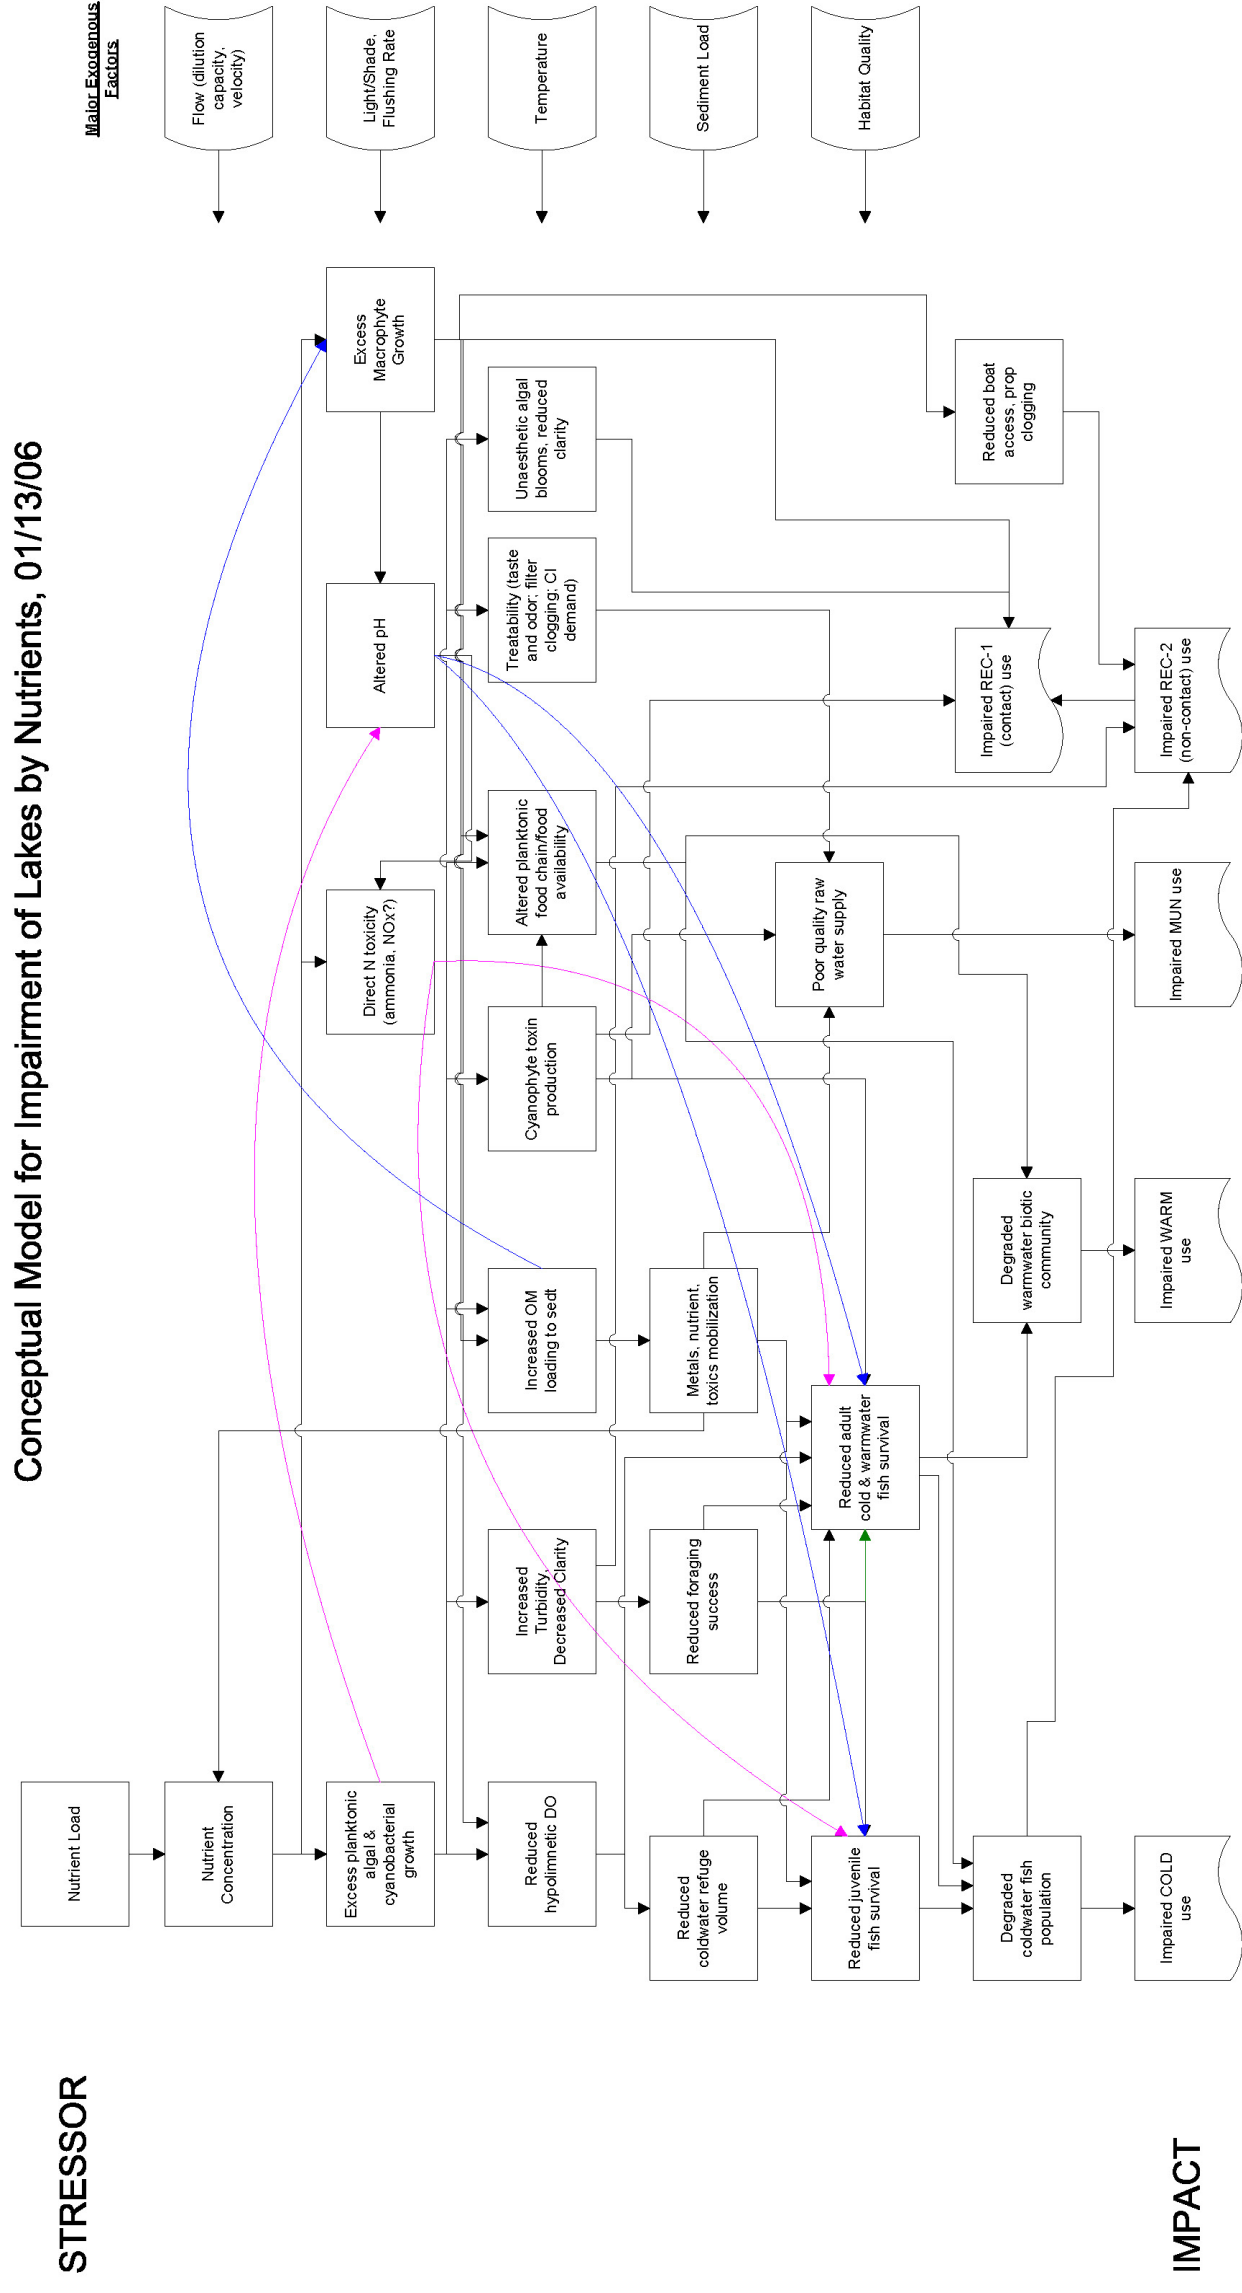 Conceptual Model for Impairment of Lakes by Nutrients, 01/13/06
STRESSOR
Major Exogenous
Factors
Nutrient Load
Nutrient
Concentration
Flow (dilution
capacity,
velocity)
Excess planktonic
algal &
cyanobacterial
growth
Direct N toxicity
(ammonia, NOx?)
Altered pH
Excess
Macrophyte
Growth
Light/Shade,
Flushing Rate
Reduced
hypolimnetic DO
Increased
Turbidity,
Decreased Clarity
Increased OM
loading to sedt
Cyanophyte toxin
production
Altered planktonic
food chain/food
availability
Treatability (taste
and odor; filter
clogging; Cl
demand)
Unaesthetic algal
blooms, reduced
clarity
Temperature
Reduced
coldwater refuge
volume
Reduced foraging
success
Metals, nutrient,
toxics mobilization
Sediment Load
Reduced juvenile
fish survival
Reduced adult
cold & warmwater
fish survival
Poor quality raw
water supply
Habitat Quality
Degraded
coldwater fish
population
Degraded
warmwater biotic
community
Impaired REC-1
(contact) use
Reduced boat
access, prop
clogging
Impaired COLD
use
Impaired WARM
use
Impaired MUN use
Impaired REC-2
(non-contact) use
IMPACT